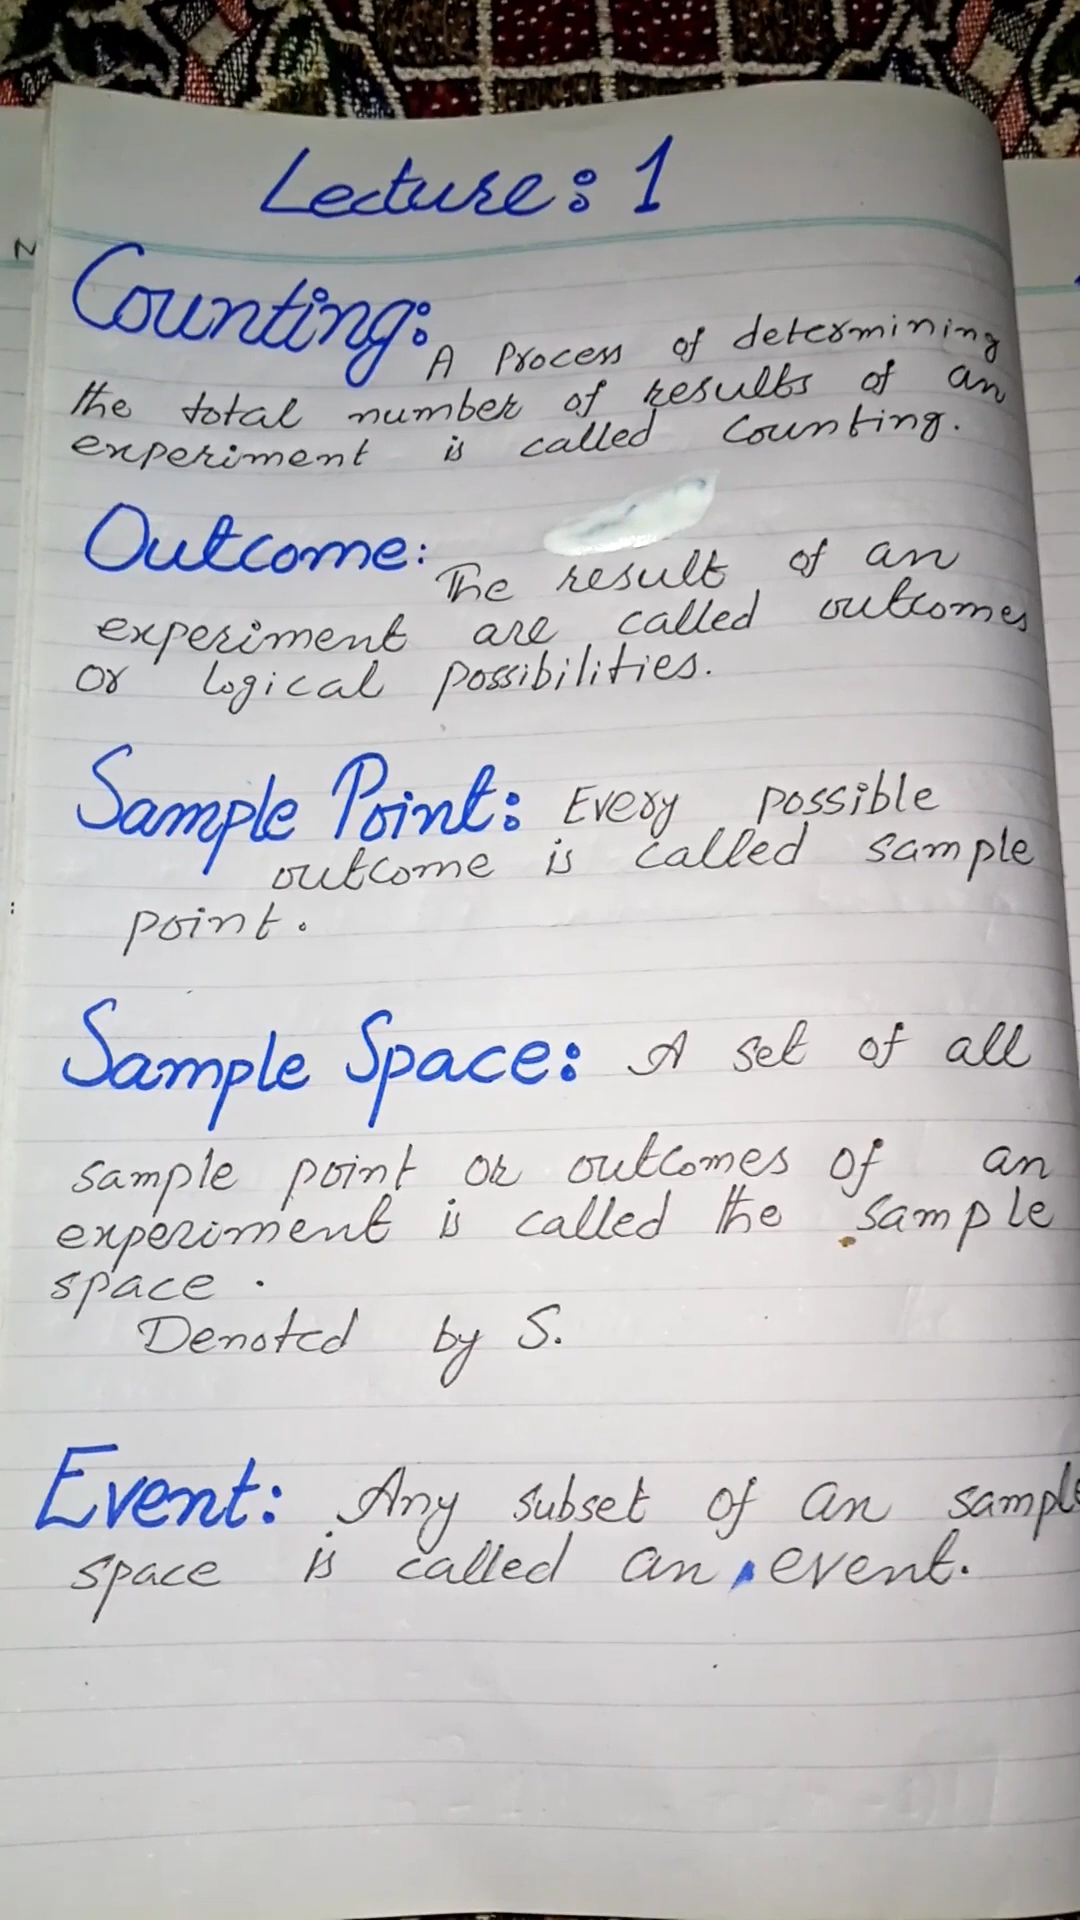 Lecture: 1
Counting:
A Process of determining
the total number of results of an
experiment is called Counting.
Outcome:
The result of an
experiment are called outcomes
or logical possibilities.
Sample Point: Every possible
outcome is called sample
point.
Sample Space: A set of all
sample point or outcomes of an
experiment is called the sample
space.
Denoted by S.
Event: Any subset of an sample
space is called an event.